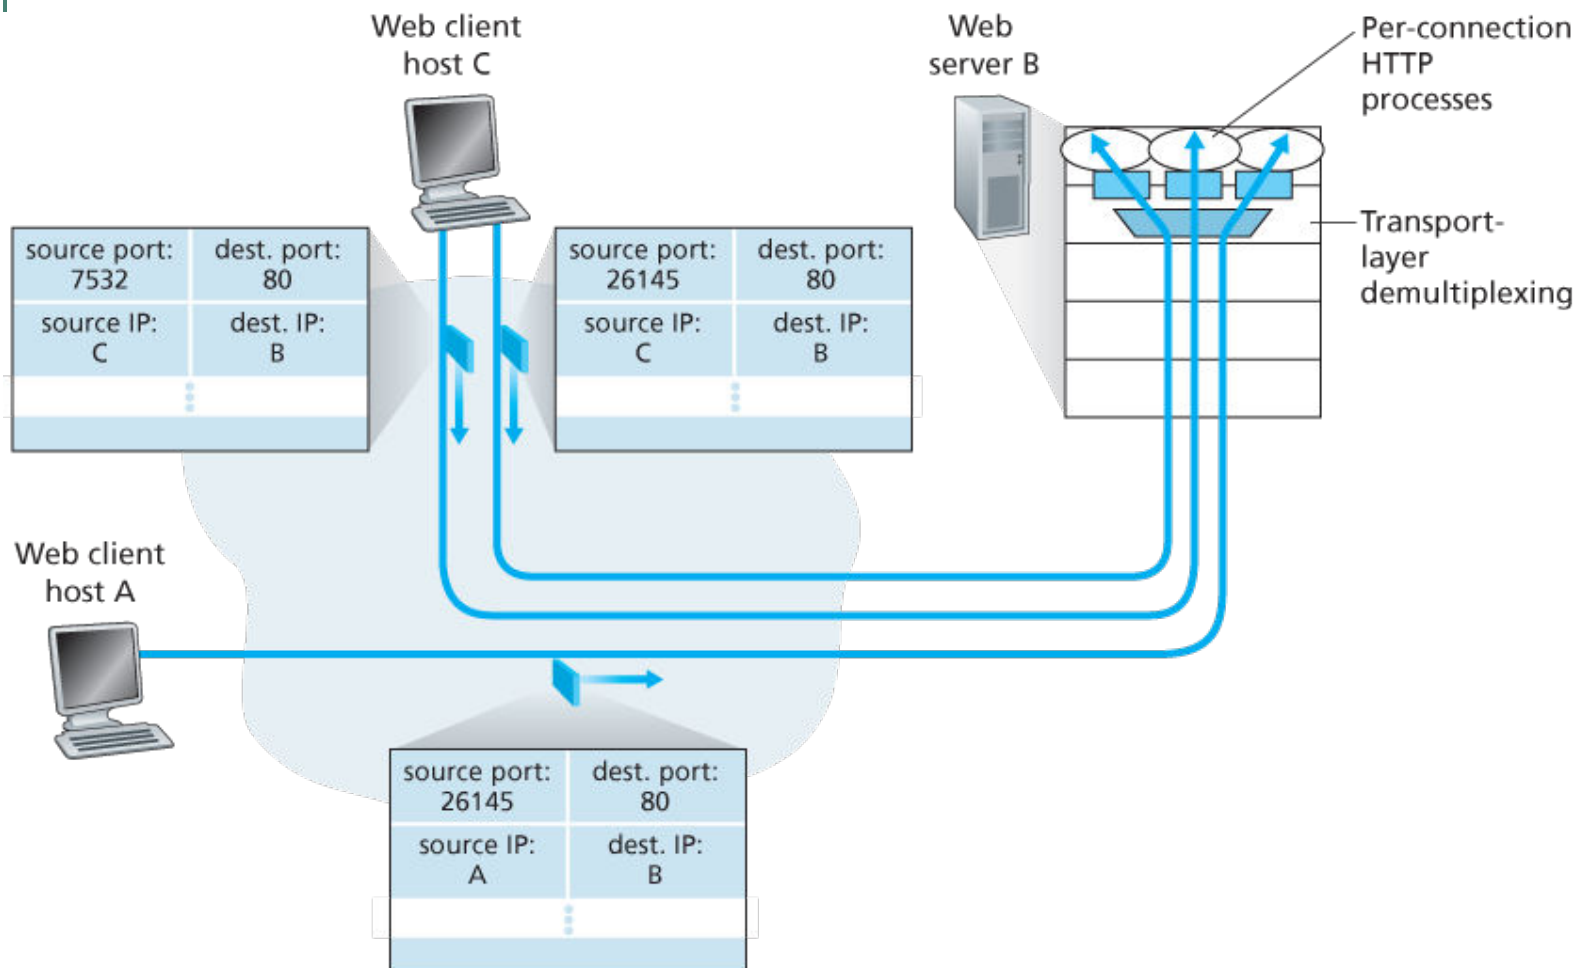 Web client
host C
Web
server B
Per-connection
HTTP
processes
Transport-
layer
demultiplexing
source port:
7532
dest. port:
80
source IP:
C
dest. IP:
B
source port:
26145
dest. port:
80
source IP:
C
dest. IP:
B
Web client
host A
source port:
26145
dest. port:
80
source IP:
A
dest. IP:
B